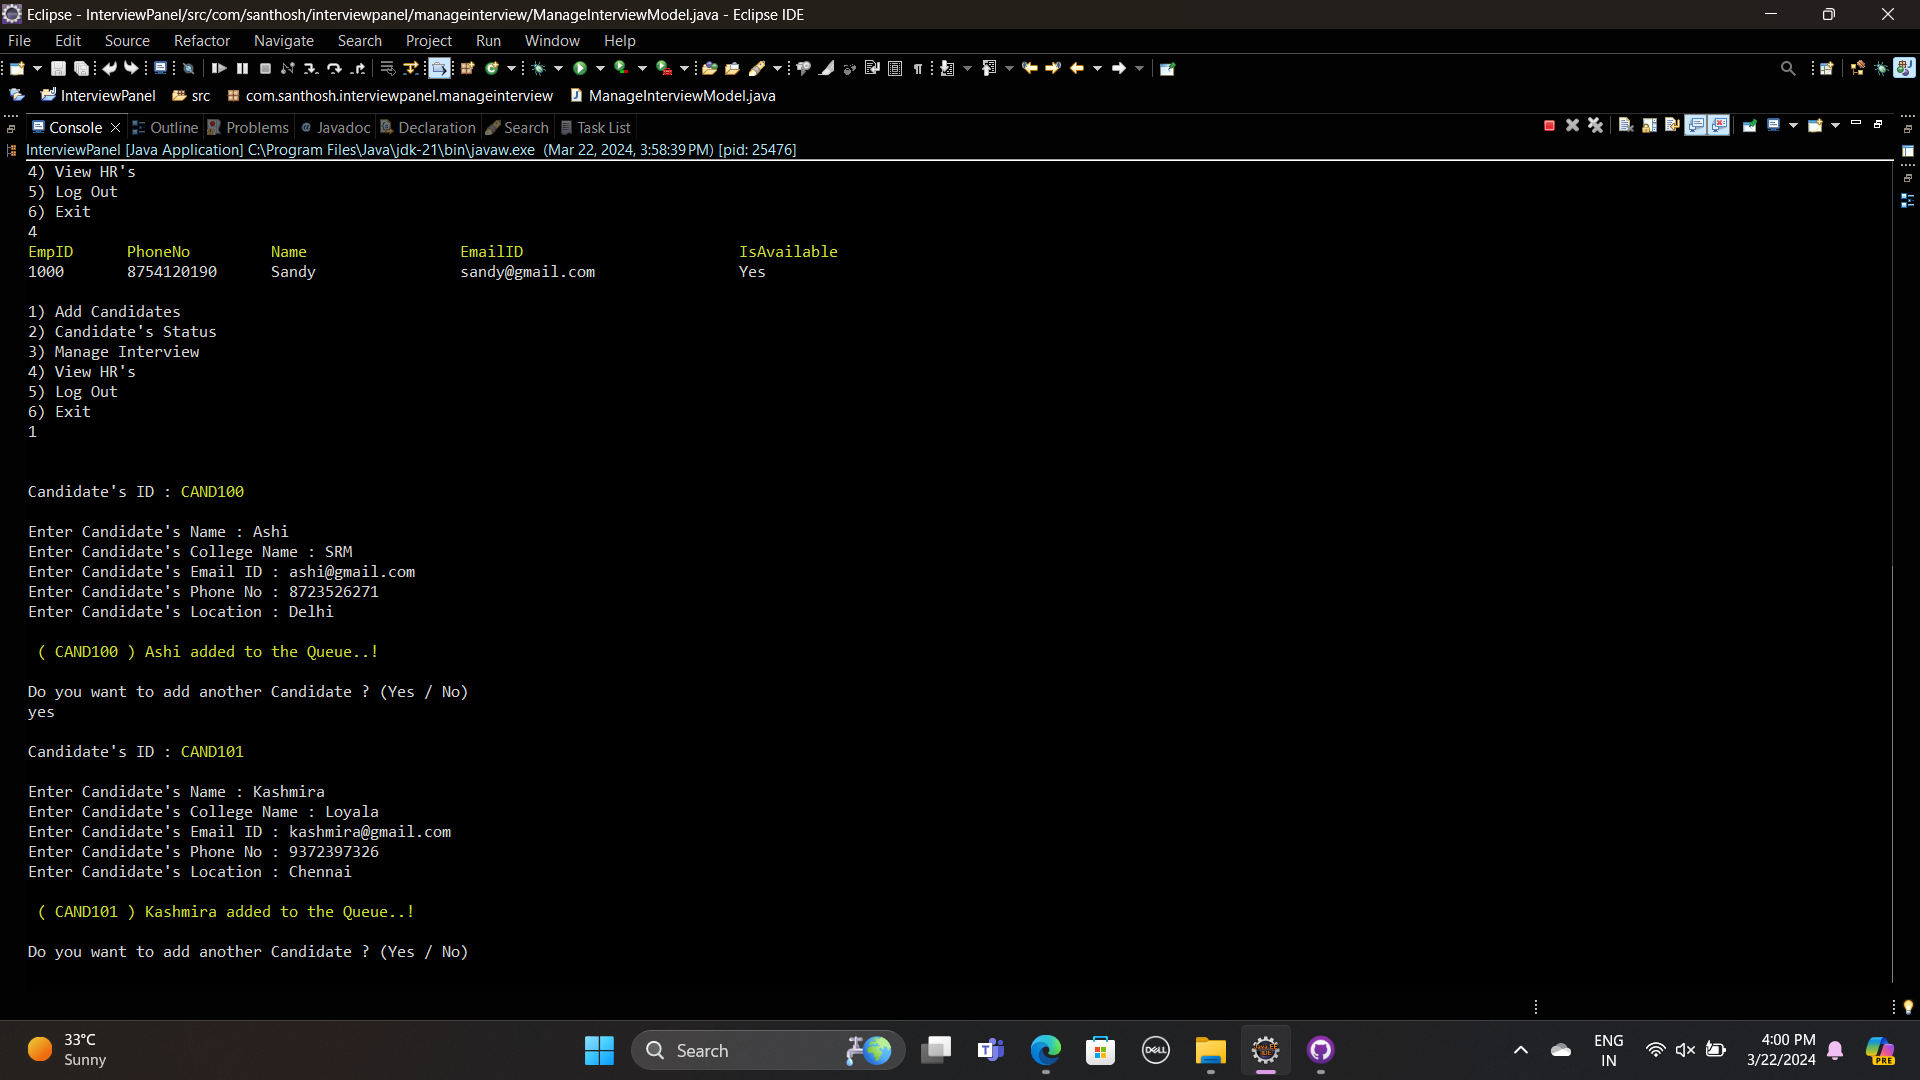 Eclipse - InterviewPanel/src/com/santhosh/interviewpanel/manageinterview/ManageInterviewModel.java - Eclipse IDE
File Edit Source Refactor Navigate Search Project Run Window Help
InterviewPanel src com.santhosh.interviewpanel.manageinterview ManageInterviewModel.java
Console Outline Problems Javadoc Declaration Search Task List
InterviewPanel [Java Application] C:\Program Files\Java\jdk-21\bin\javaw.exe (Mar 22, 2024, 3:58:39 PM) [pid: 25476]
4) View HR's
5) Log Out
6) Exit
4
EmpID PhoneNo Name EmailID IsAvailable
1000 8754120190 Sandy sandy@gmail.com Yes
1) Add Candidates
2) Candidate's Status
3) Manage Interview
4) View HR's
5) Log Out
6) Exit
1
Candidate's ID : CAND100
Enter Candidate's Name : Ashi
Enter Candidate's College Name : SRM
Enter Candidate's Email ID : ashi@gmail.com
Enter Candidate's Phone No : 8723526271
Enter Candidate's Location : Delhi
( CAND100 ) Ashi added to the Queue..!
Do you want to add another Candidate ? (Yes / No)
yes
Candidate's ID : CAND101
Enter Candidate's Name : Kashmira
Enter Candidate's College Name : Loyala
Enter Candidate's Email ID : kashmira@gmail.com
Enter Candidate's Phone No : 9372397326
Enter Candidate's Location : Chennai
( CAND101 ) Kashmira added to the Queue..!
Do you want to add another Candidate ? (Yes / No)
33°C
Sunny
Search
DELL
ENG
IN
4:00 PM
3/22/2024
PRE